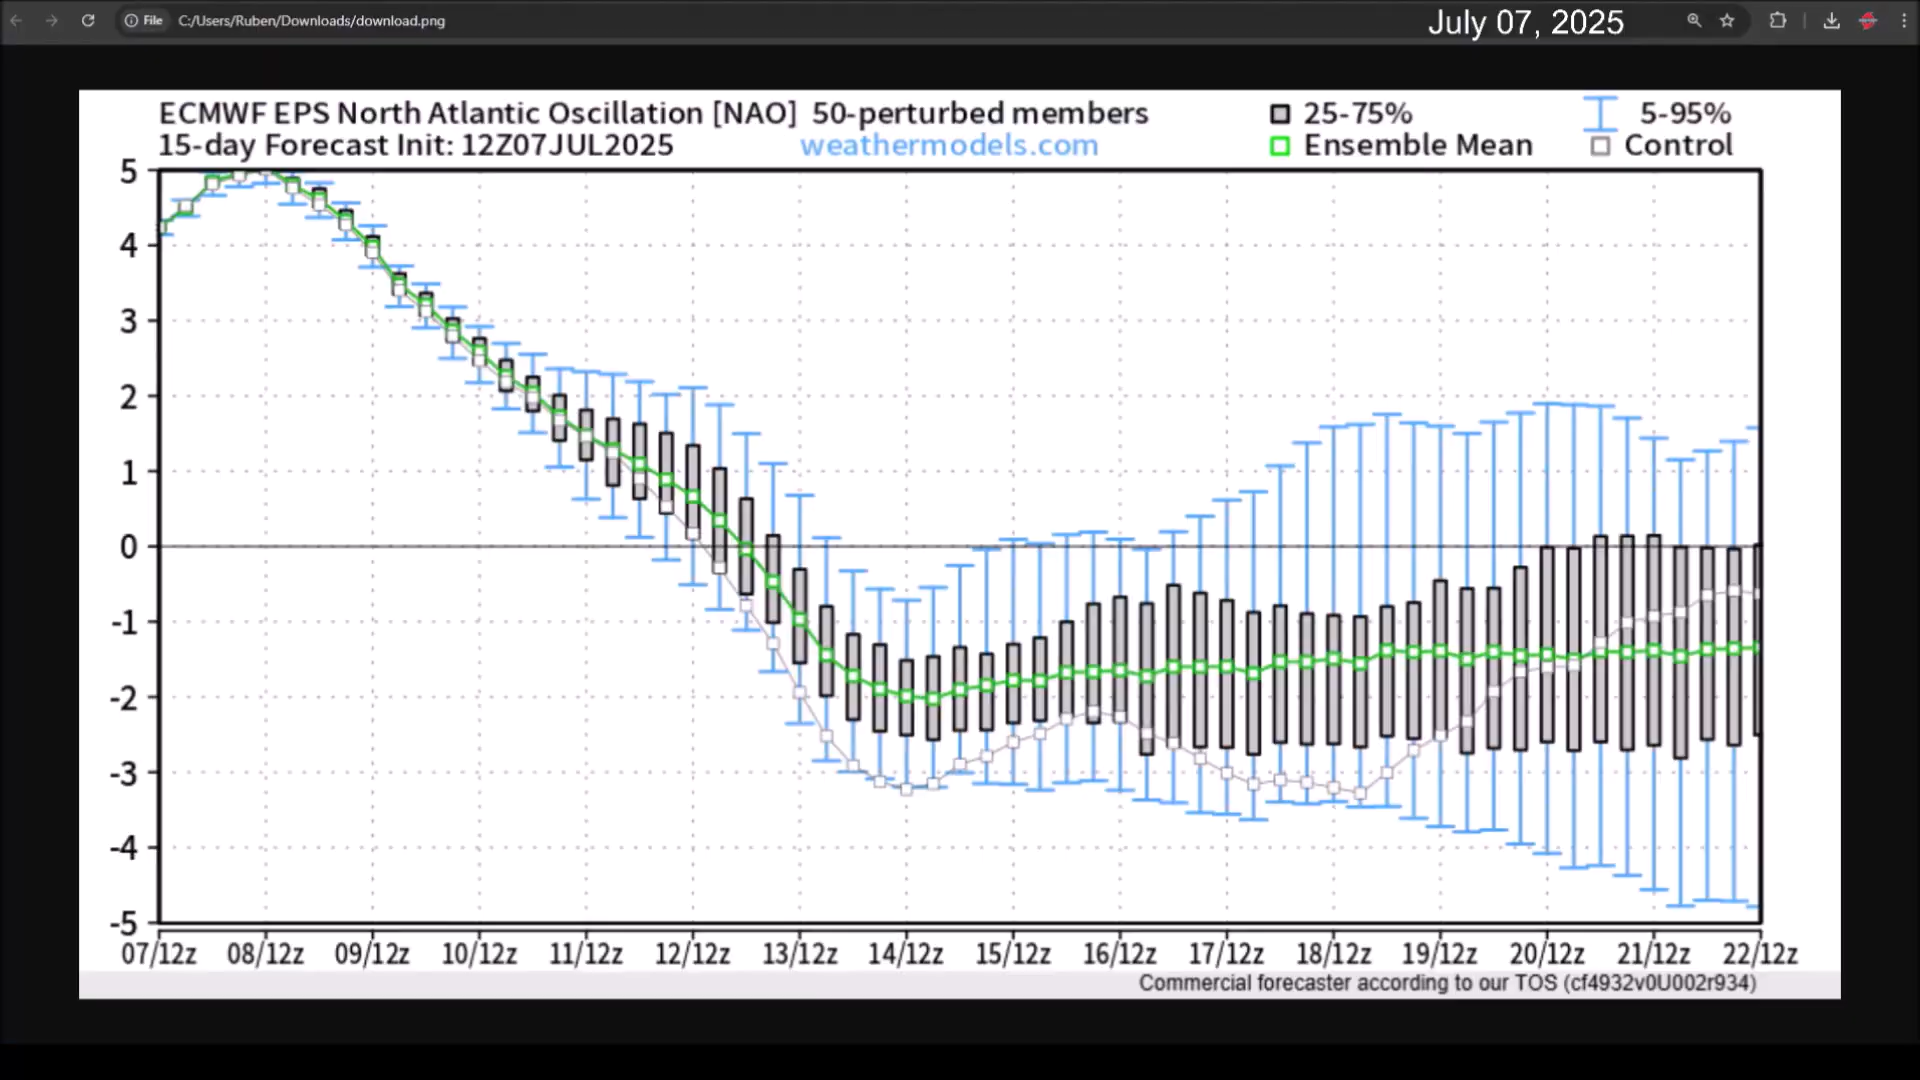 File C:/Users/Ruben/Downloads/download.png July 07, 2025
ECMWF EPS North Atlantic Oscillation [NAO] 50-perturbed members 25-75% 5-95%
15-day Forecast Init: 12Z07JUL2025 weathermodels.com Ensemble Mean Control
5
4
3
2
1
0
-1
-2
-3
-4
-5
07/12z 08/12z 09/12z 10/12z 11/12z 12/12z 13/12z 14/12z 15/12z 16/12z 17/12z 18/12z 19/12z 20/12z 21/12z 22/12z
Commercial forecaster according to our TOS (cf4932v0U002r934)